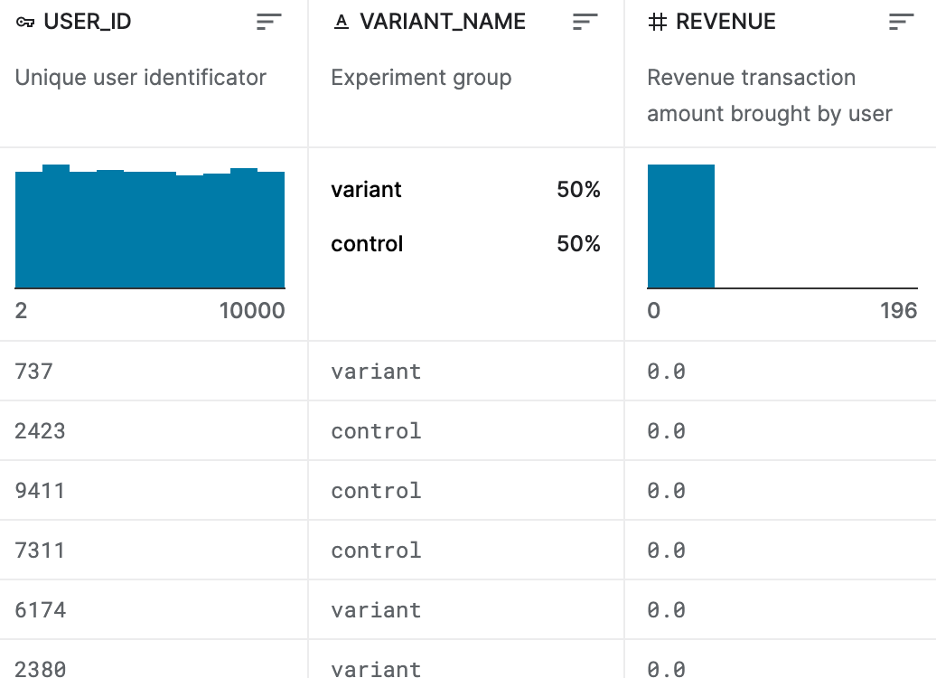 USER_ID VARIANT_NAME # REVENUE
Unique user identificator
Experiment group
Revenue transaction
amount brought by user
variant 50%
control 50%
2 10000
0 196
737 variant 0.0
2423 control 0.0
9411 control 0.0
7311 control 0.0
6174 variant 0.0
2380 variant 0.0